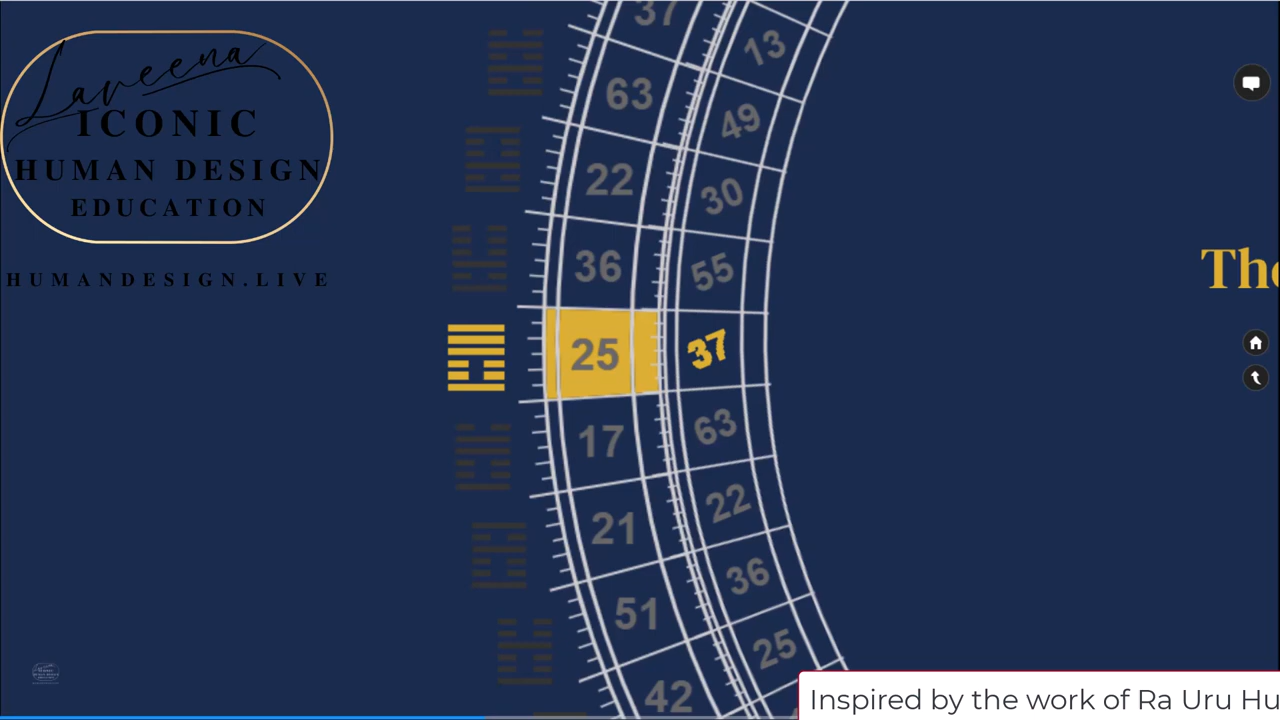 Laveena
ICONIC
HUMAN DESIGN
EDUCATION
HUMANDESIGN.LIVE
37
63
22
36
25
17
21
51
42
13
49
30
55
37
63
22
36
25
The
Inspired by the work of Ra Uru Hu